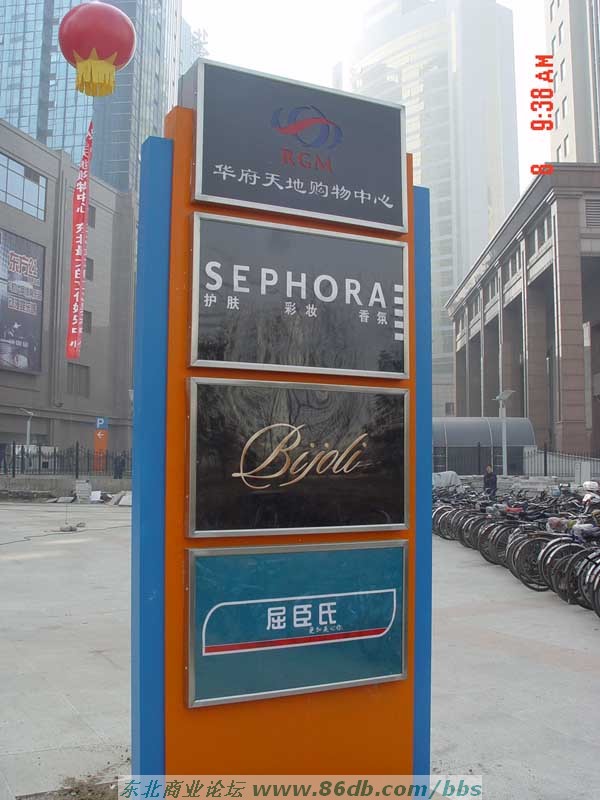 RGM
华府天地购物中心
SEPHORA
护肤 彩妆 香氛
Bijoli
屈臣氏
P
8 9:38 AM
东北商业论坛 www.86db.com/bbs